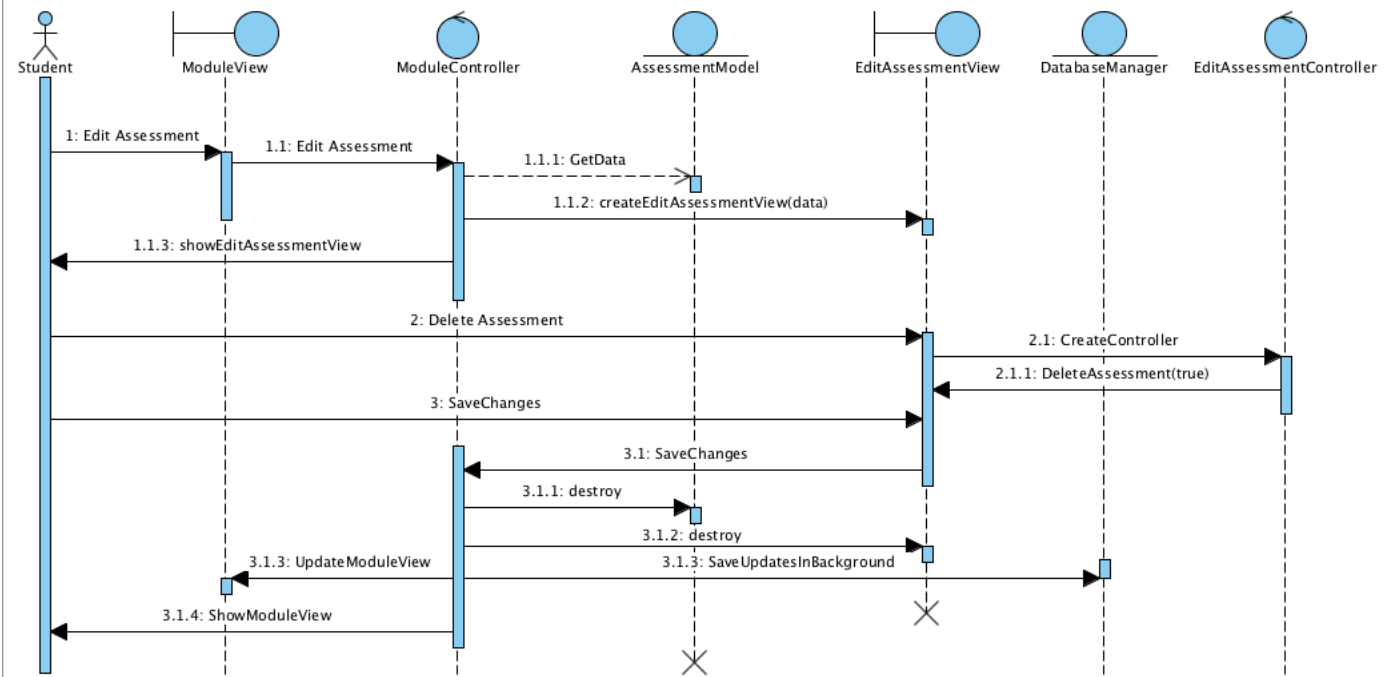 Student
ModuleView
ModuleController
AssessmentModel
EditAssessmentView
DatabaseManager
EditAssessmentController
1: Edit Assessment
1.1: Edit Assessment
1.1.1: GetData
1.1.2: createEditAssessmentView(data)
1.1.3: showEditAssessmentView
2: Delete Assessment
2.1: CreateController
2.1.1: DeleteAssessment(true)
3: SaveChanges
3.1: SaveChanges
3.1.1: destroy
3.1.2: destroy
3.1.3: UpdateModuleView
3.1.3: SaveUpdatesInBackground
3.1.4: ShowModuleView